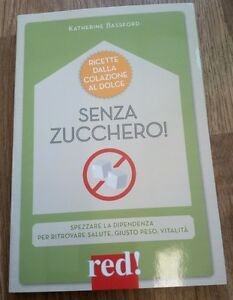 KATHERINE BASSFORD
RICETTE
DALLA
COLAZIONE
AL DOLCE
SENZA
ZUCCHERO!
SPEZZARE LA DIPENDENZA
PER RITROVARE SALUTE, GIUSTO PESO, VITALITÀ
red!